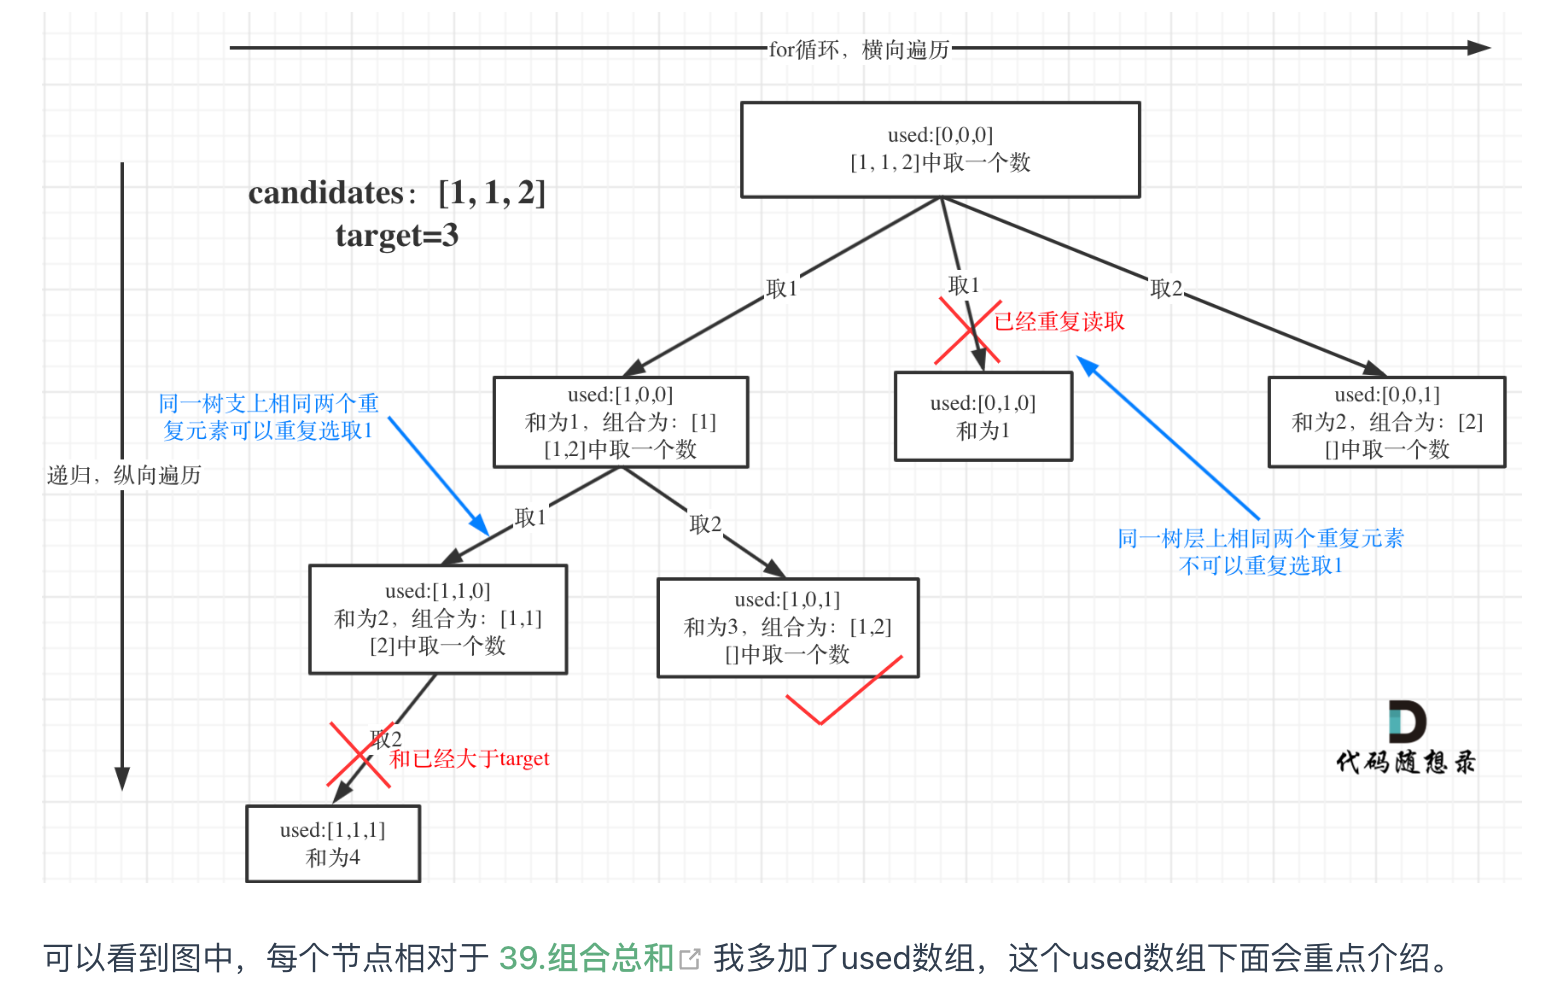 for循环，横向遍历
used:[0,0,0]
[1, 1, 2]中取一个数
candidates：[1, 1, 2]
target=3
取1
取1
取2
已经重复读取
used:[1,0,0]
和为1，组合为：[1]
[1,2]中取一个数
used:[0,1,0]
和为1
used:[0,0,1]
和为2，组合为：[2]
[]中取一个数
同一树支上相同两个重
复元素可以重复选取1
递归，纵向遍历
取1
取2
同一树层上相同两个重复元素
不可以重复选取1
used:[1,1,0]
和为2，组合为：[1,1]
[2]中取一个数
used:[1,0,1]
和为3，组合为：[1,2]
[]中取一个数
取2
和已经大于target
代码随想录
used:[1,1,1]
和为4
可以看到图中，每个节点相对于 39.组合总和 我多加了used数组，这个used数组下面会重点介绍。